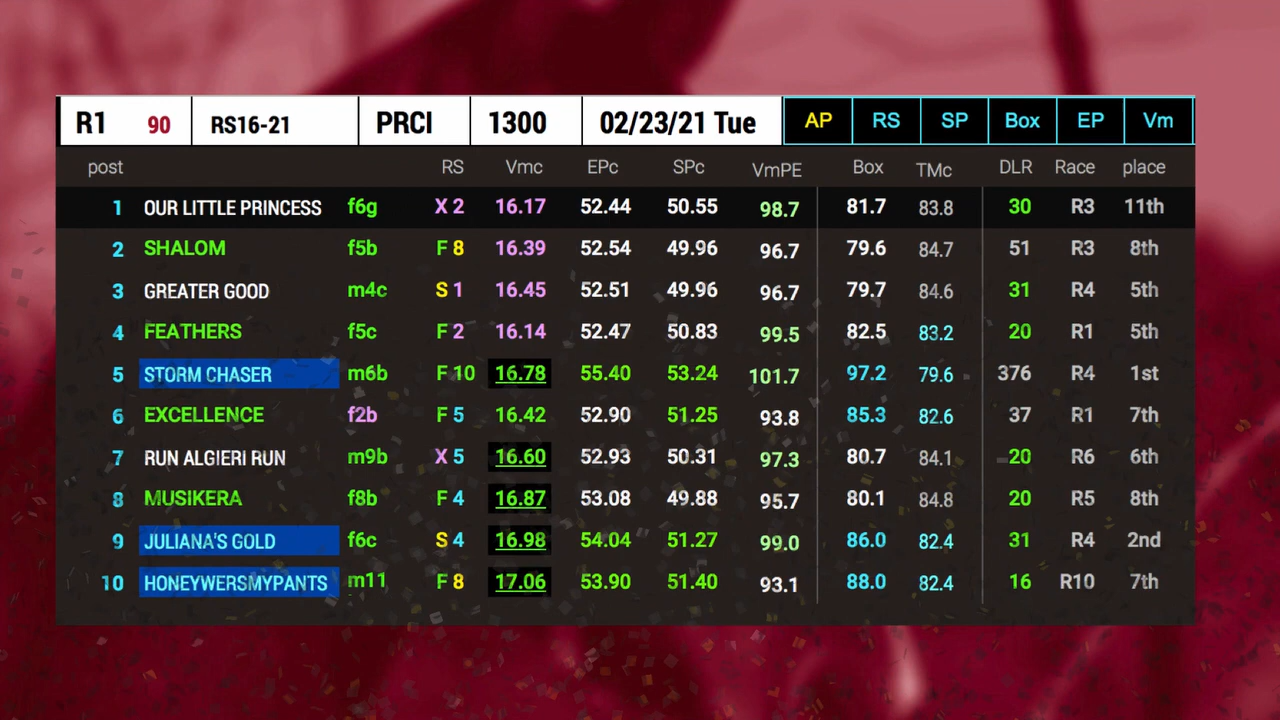 R1 90 RS16-21 PRCI 1300 02/23/21 Tue AP RS SP Box EP Vm
post RS Vmc EPc SPc VmPE Box TMc DLR Race place
1 OUR LITTLE PRINCESS f6g X 2 16.17 52.44 50.55 98.7 81.7 83.8 30 R3 11th
2 SHALOM f5b F 8 16.39 52.54 49.96 96.7 79.6 84.7 51 R3 8th
3 GREATER GOOD m4c S 1 16.45 52.51 49.96 96.7 79.7 84.6 31 R4 5th
4 FEATHERS f5c F 2 16.14 52.47 50.83 99.5 82.5 83.2 20 R1 5th
5 STORM CHASER m6b F 10 16.78 55.40 53.24 101.7 97.2 79.6 376 R4 1st
6 EXCELLENCE f2b F 5 16.42 52.90 51.25 93.8 85.3 82.6 37 R1 7th
7 RUN ALGIERI RUN m9b X 5 16.60 52.93 50.31 97.3 80.7 84.1 20 R6 6th
8 MUSIKERA f8b F 4 16.87 53.08 49.88 95.7 80.1 84.8 20 R5 8th
9 JULIANA'S GOLD f6c S 4 16.98 54.04 51.27 99.0 86.0 82.4 31 R4 2nd
10 HONEYWERSMYPANTS m11 F 8 17.06 53.90 51.40 93.1 88.0 82.4 16 R10 7th